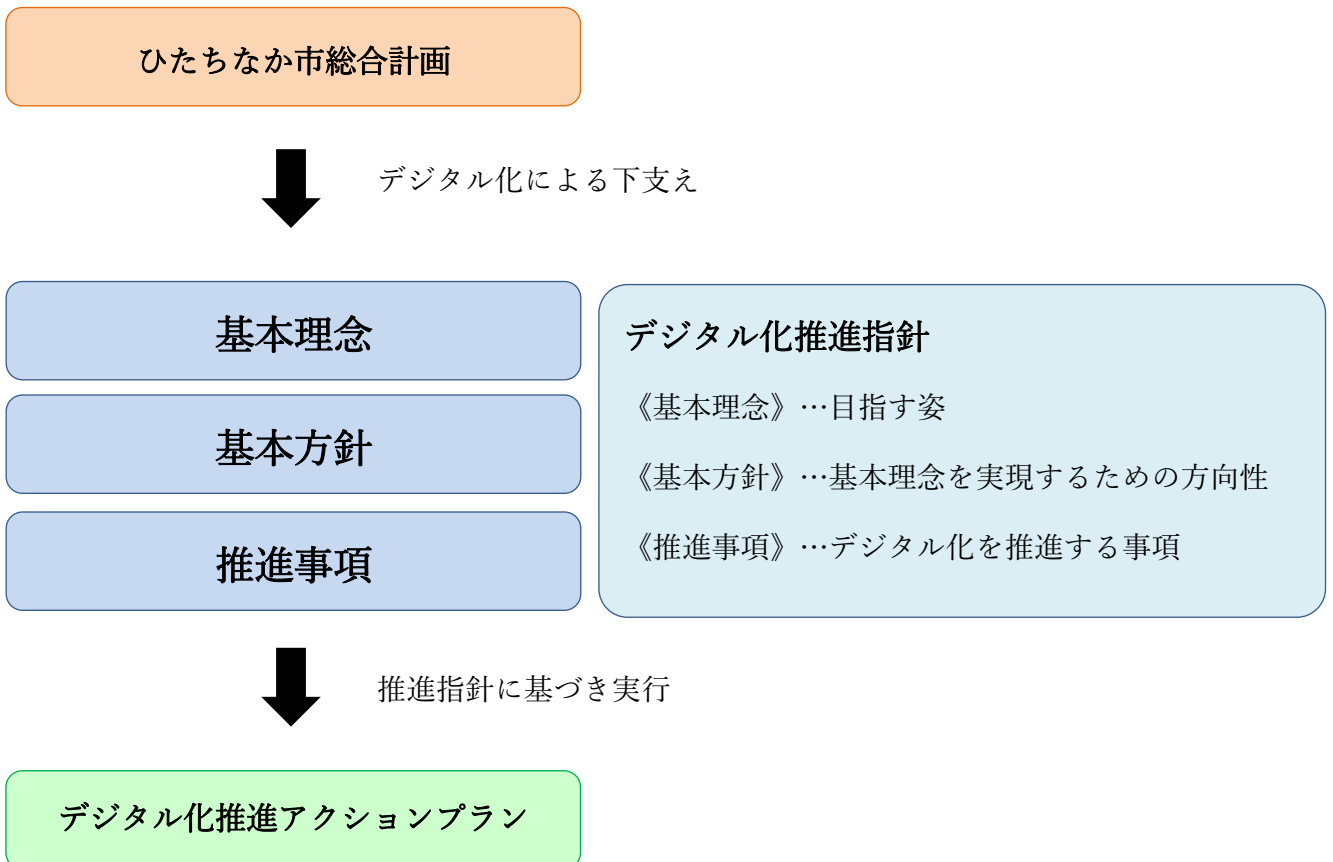 ひたちなか市総合計画
デジタル化による下支え
基本理念
基本方針
推進事項
デジタル化推進指針
《基本理念》…目指す姿
《基本方針》…基本理念を実現するための方向性
《推進事項》…デジタル化を推進する事項
推進指針に基づき実行
デジタル化推進アクションプラン